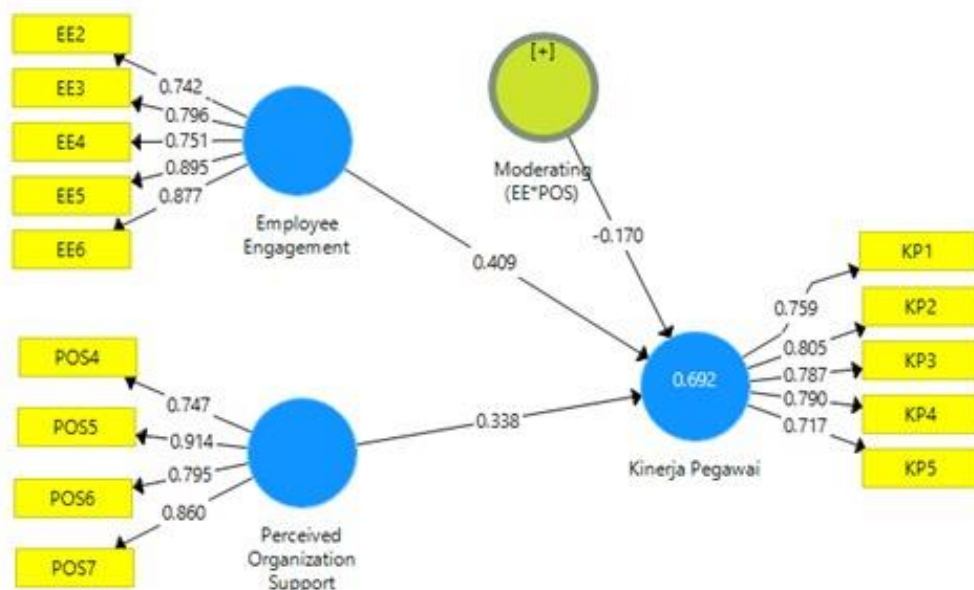 EE2
EE3
EE4
EE5
EE6
0.742
0.796
0.751
0.895
0.877
Employee
Engagement
[+]
Moderating
(EE*POS)
-0.170
0.409
POS4
POS5
POS6
POS7
0.747
0.914
0.795
0.860
Perceived
Organization
Support
0.338
0.692
Kinerja Pegawai
0.759
0.805
0.787
0.790
0.717
KP1
KP2
KP3
KP4
KP5